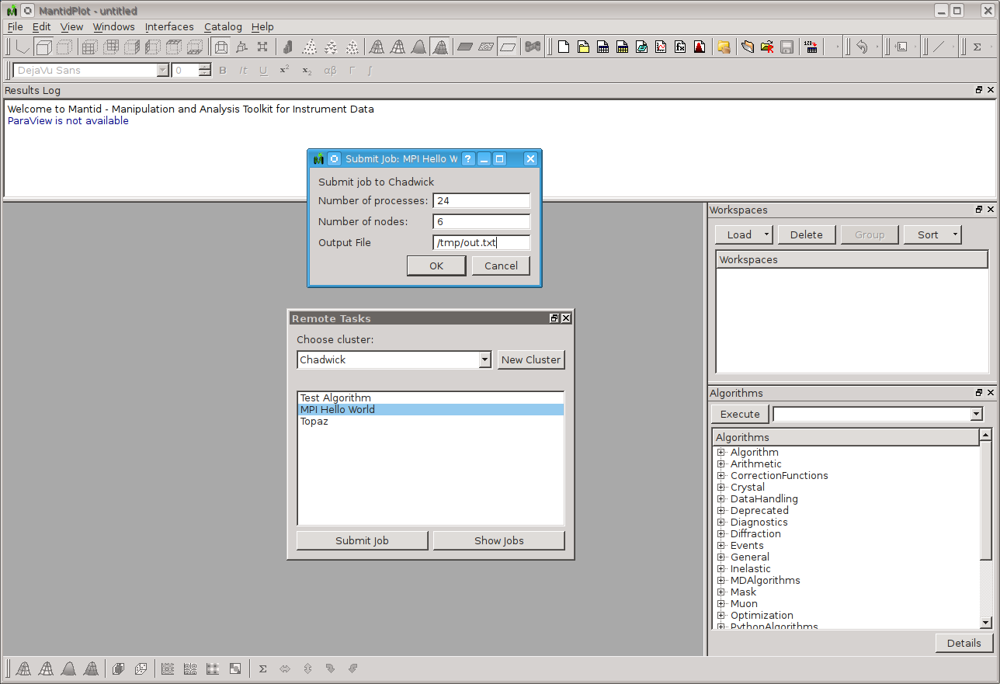 MantidPlot - untitled
File Edit View Windows Interfaces Catalog Help
DejaVu Sans 0 B It U x² x₂ αβ Γ ∫
Results Log
Welcome to Mantid - Manipulation and Analysis Toolkit for Instrument Data
ParaView is not available
Submit Job: MPI Hello W
Submit job to Chadwick
Number of processes: 24
Number of nodes: 6
Output File /tmp/out.txt
OK Cancel
Remote Tasks
Choose cluster:
Chadwick New Cluster
Test Algorithm
MPI Hello World
Topaz
Submit Job Show Jobs
Workspaces
Load Delete Group Sort
Workspaces
Algorithms
Execute
Algorithms
Algorithm
Arithmetic
CorrectionFunctions
Crystal
DataHandling
Deprecated
Diagnostics
Diffraction
Events
General
Inelastic
MDAlgorithms
Mask
Muon
Optimization
PythonAlgorithms
Details